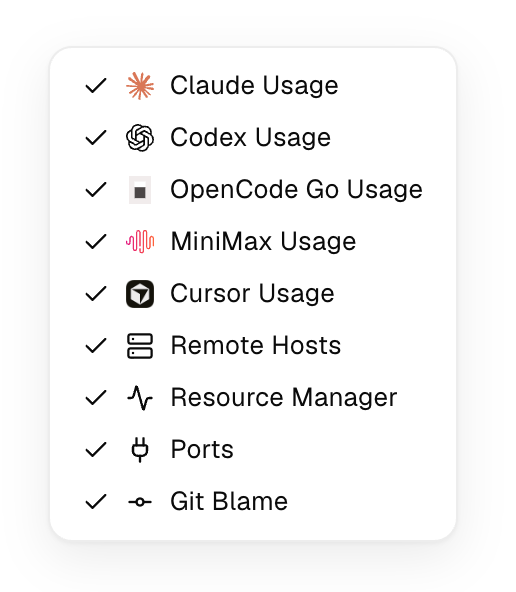 Claude Usage
Codex Usage
OpenCode Go Usage
MiniMax Usage
Cursor Usage
Remote Hosts
Resource Manager
Ports
Git Blame